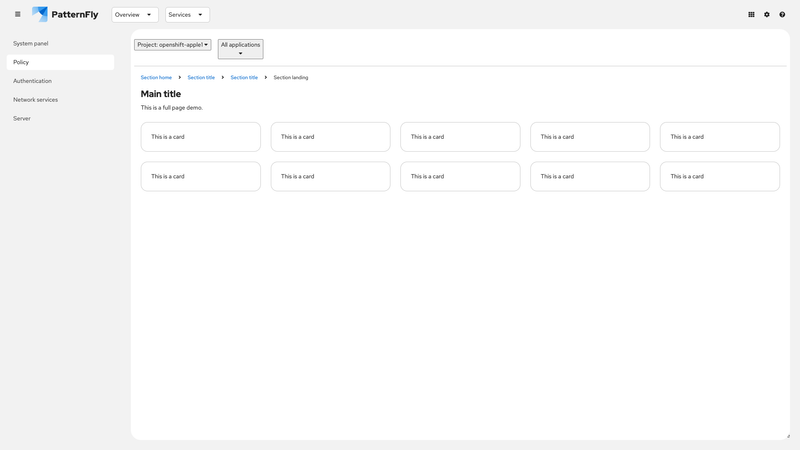 PatternFly Overview Services
System panel
Policy
Authentication
Network services
Server
Project: openshift-apple1 All applications
Section home Section title Section title Section landing
Main title
This is a full page demo.
This is a card This is a card This is a card This is a card This is a card
This is a card This is a card This is a card This is a card This is a card